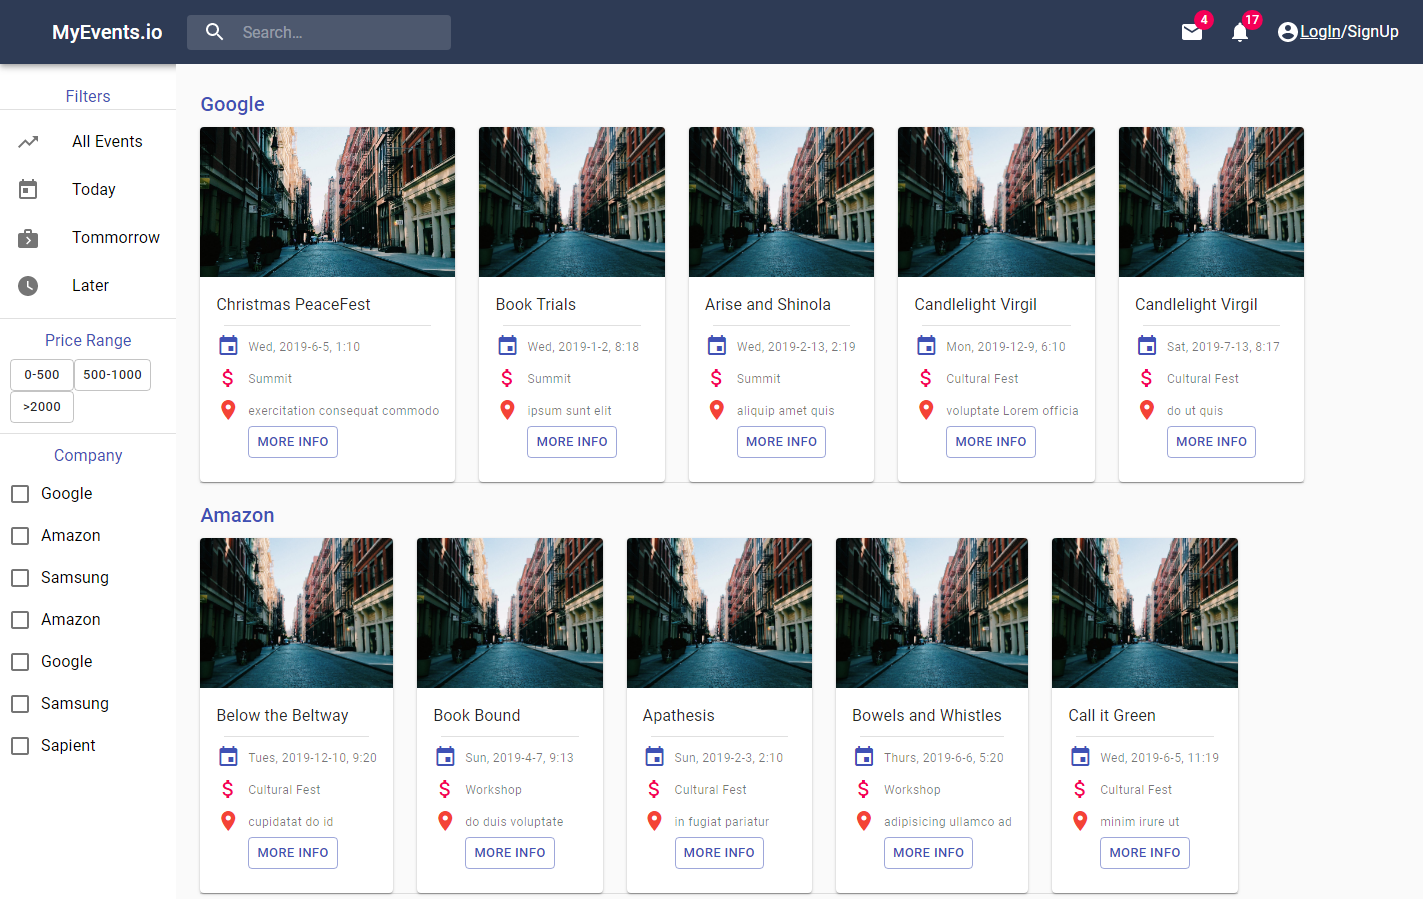 MyEvents.io
Search...
4
17
LogIn/SignUp
Filters
All Events
Today
Tommorrow
Later
Price Range
0-500
500-1000
>2000
Company
Google
Amazon
Samsung
Amazon
Google
Samsung
Sapient
Google
Christmas PeaceFest
Wed, 2019-6-5, 1:10
Summit
exercitation consequat commodo
MORE INFO
Book Trials
Wed, 2019-1-2, 8:18
Summit
ipsum sunt elit
MORE INFO
Arise and Shinola
Wed, 2019-2-13, 2:19
Summit
aliquip amet quis
MORE INFO
Candlelight Virgil
Mon, 2019-12-9, 6:10
Cultural Fest
voluptate Lorem officia
MORE INFO
Candlelight Virgil
Sat, 2019-7-13, 8:17
Cultural Fest
do ut quis
MORE INFO
Amazon
Below the Beltway
Tues, 2019-12-10, 9:20
Cultural Fest
cupidatat do id
MORE INFO
Book Bound
Sun, 2019-4-7, 9:13
Workshop
do duis voluptate
MORE INFO
Apathesis
Sun, 2019-2-3, 2:10
Cultural Fest
in fugiat pariatur
MORE INFO
Bowels and Whistles
Thurs, 2019-6-6, 5:20
Workshop
adipisicing ullamco ad
MORE INFO
Call it Green
Wed, 2019-6-5, 11:19
Cultural Fest
minim irure ut
MORE INFO